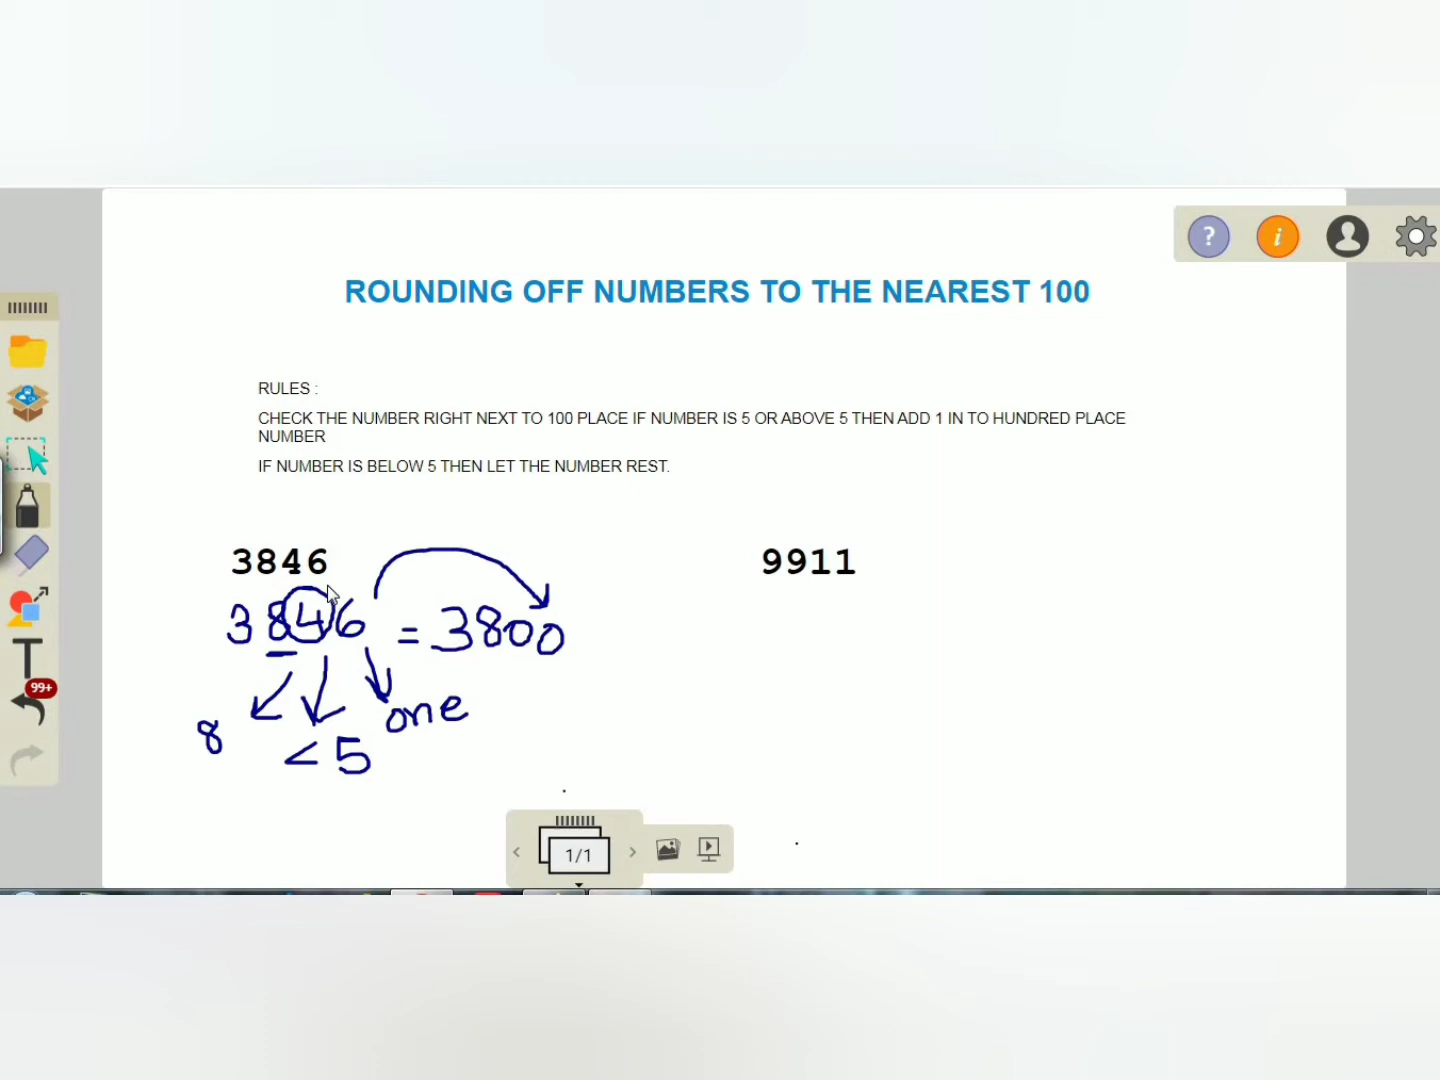 ROUNDING OFF NUMBERS TO THE NEAREST 100
RULES :
CHECK THE NUMBER RIGHT NEXT TO 100 PLACE IF NUMBER IS 5 OR ABOVE 5 THEN ADD 1 IN TO HUNDRED PLACE
NUMBER
IF NUMBER IS BELOW 5 THEN LET THE NUMBER REST.
3846
9911
3846 = 3800
8
< 5
one
T
99+
1/1
?
i